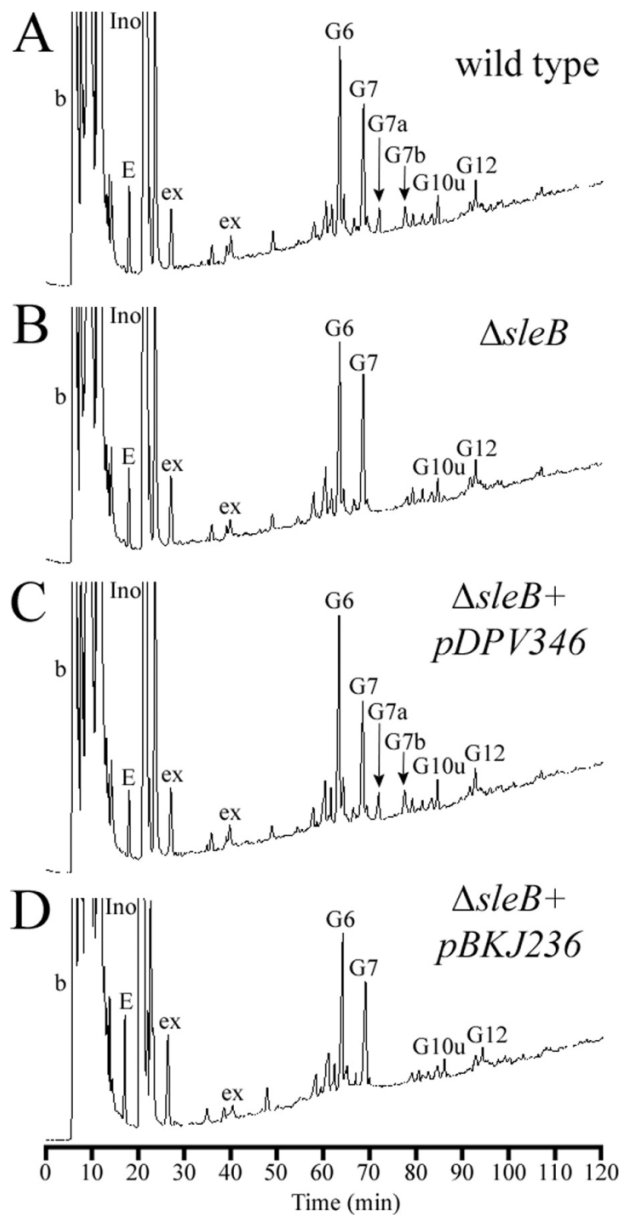 A
Ino
G6
wild type
b
G7
G7a
E
G7b
ex
G10u
G12
ex
B
Ino
G6
ΔsleB
G7
b
E
ex
G10u
G12
ex
C
Ino
G6
ΔsleB+
pDPV346
b
G7
G7a
G7b
E
ex
G10u
G12
ex
D
Ino
G6
ΔsleB+
pBKJ236
b
G7
E
ex
G10u
G12
ex
0 10 20 30 40 50 60 70 80 90 100 110 120
Time (min)